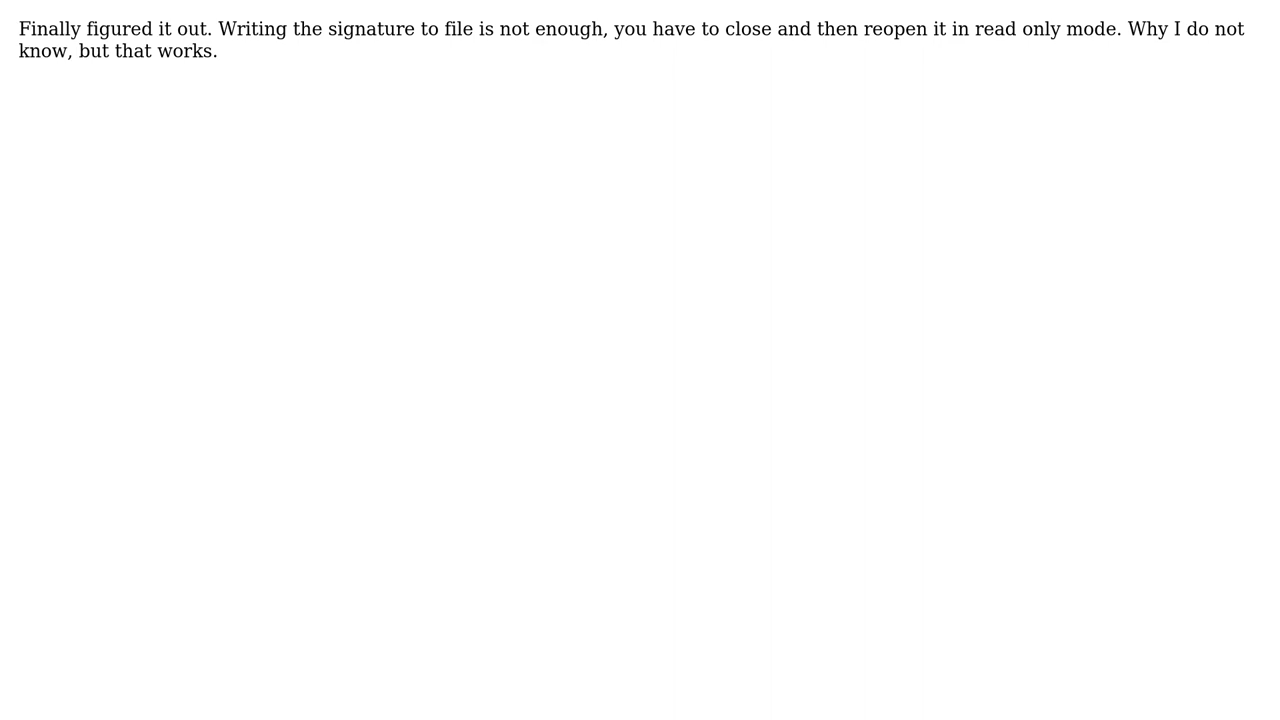 Finally figured it out. Writing the signature to file is not enough, you have to close and then reopen it in read only mode. Why I do not
know, but that works.